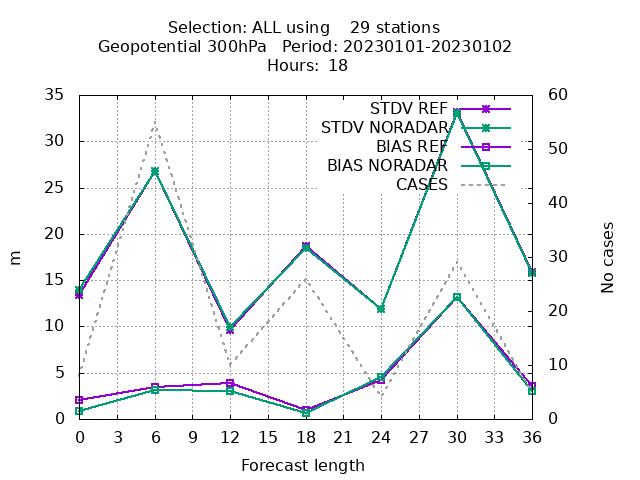 Selection: ALL using    29 stations
Geopotential 300hPa   Period: 20230101-20230102
Hours:  18
35
30
25
20
15
10
5
0
m
60
50
40
30
20
10
0
No cases
STDV REF
STDV NORADAR
BIAS REF
BIAS NORADAR
CASES
0 3 6 9 12 15 18 21 24 27 30 33 36
Forecast length